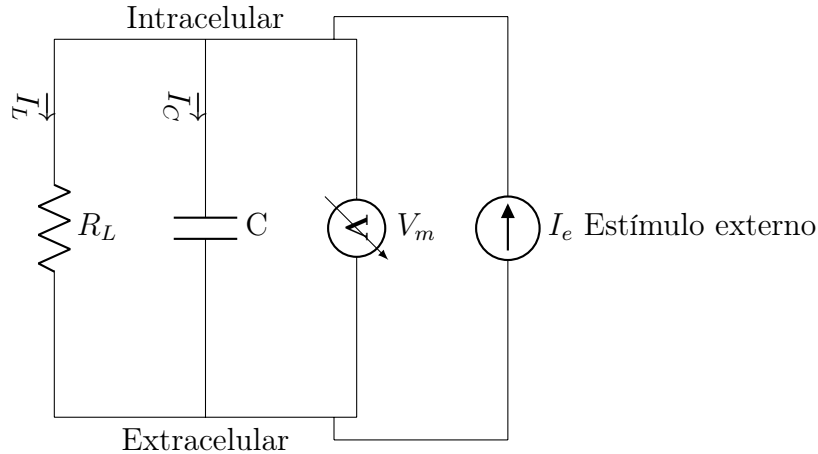 Intracelular
I_L
I_C
R_L
C
V
V_m
I_e Estímulo externo
Extracelular